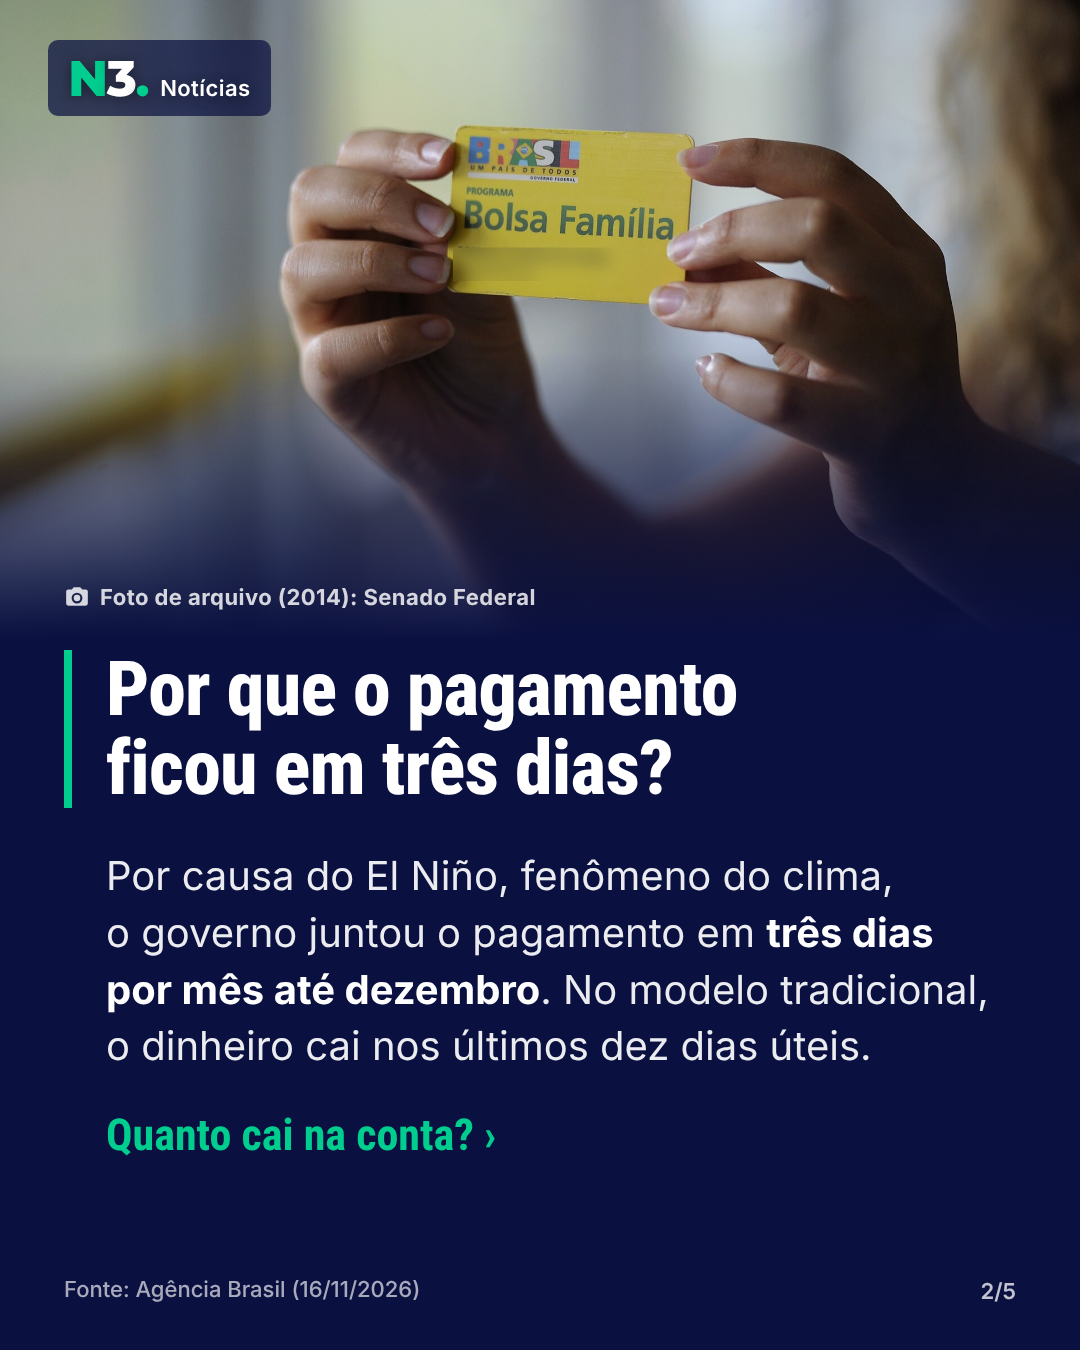 N3. Notícias
BRASIL
UM PAÍS DE TODOS
GOVERNO FEDERAL
PROGRAMA
Bolsa Família
Foto de arquivo (2014): Senado Federal
Por que o pagamento
ficou em três dias?
Por causa do El Niño, fenômeno do clima,
o governo juntou o pagamento em três dias
por mês até dezembro. No modelo tradicional,
o dinheiro cai nos últimos dez dias úteis.
Quanto cai na conta? ›
Fonte: Agência Brasil (16/11/2026)
2/5